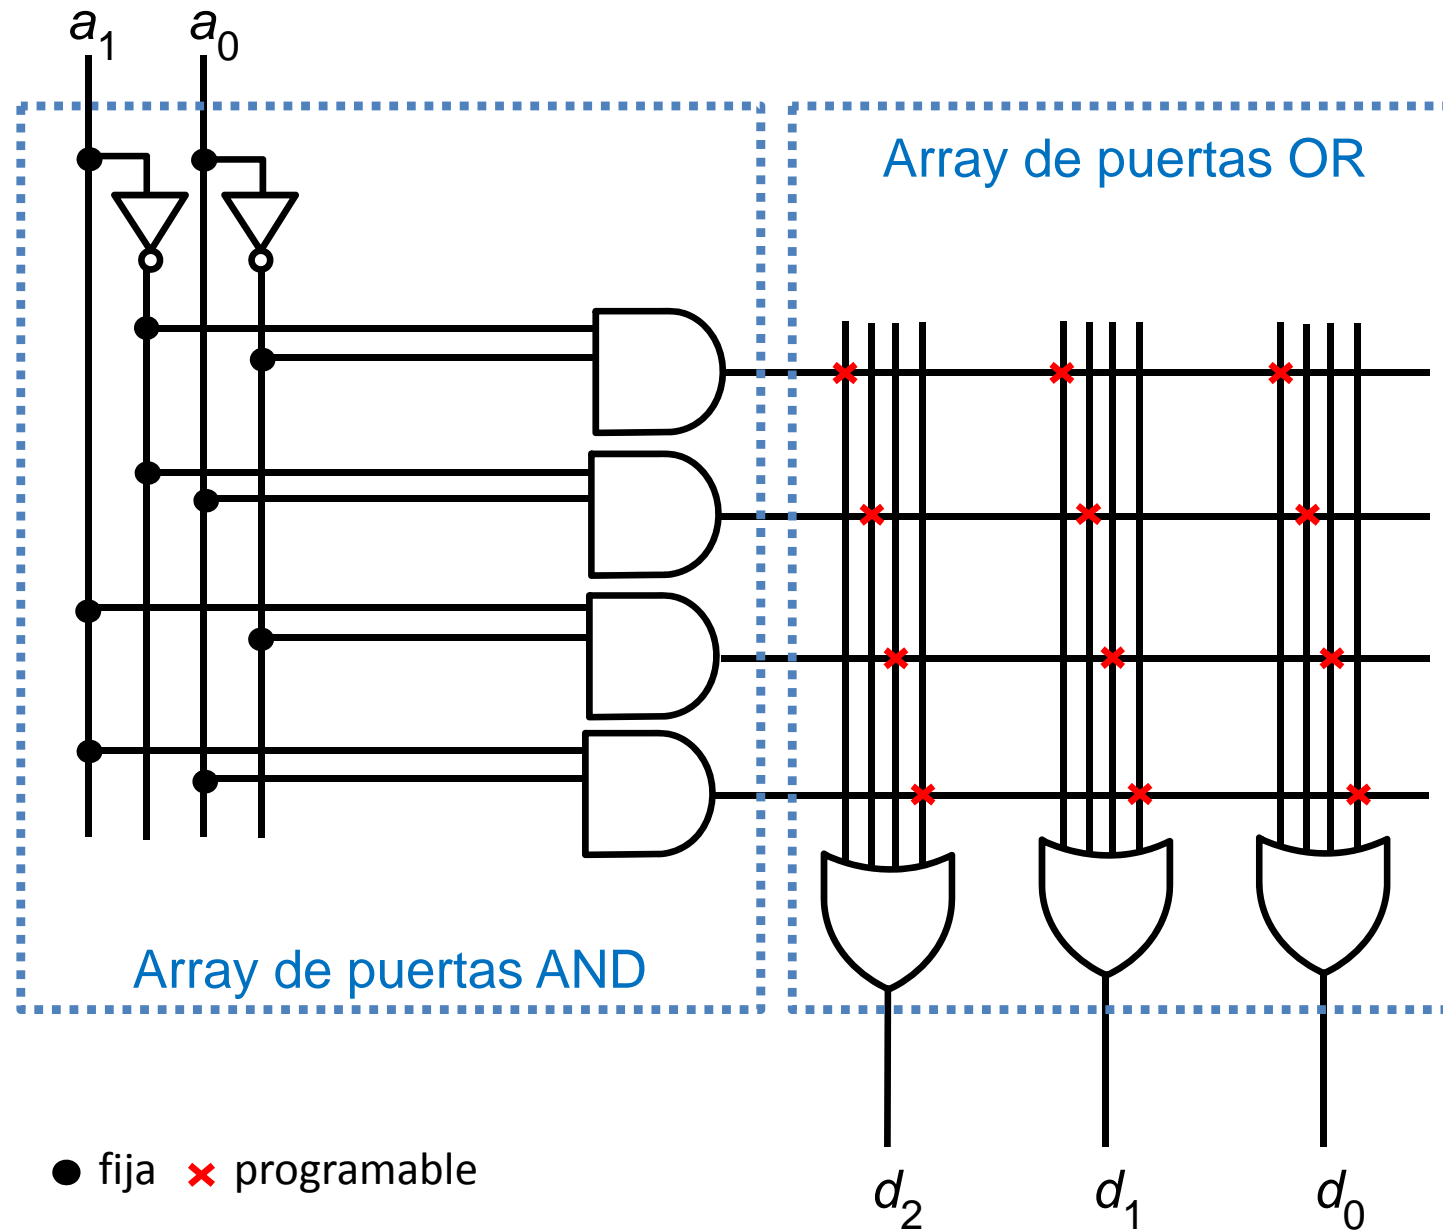 a1 a0
Array de puertas OR
Array de puertas AND
fija programable
d2 d1 d0